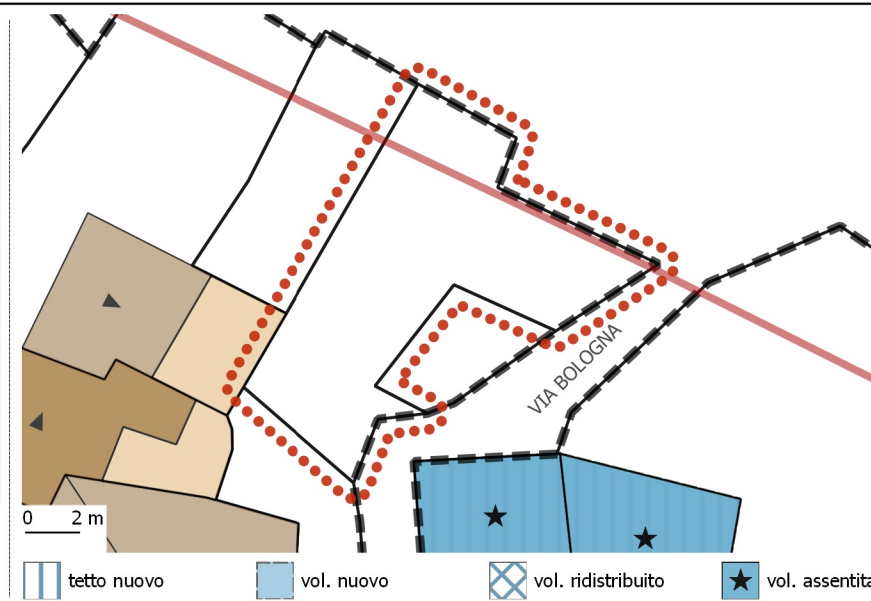 VIA BOLOGNA
0 2 m
tetto nuovo
vol. nuovo
vol. ridistribuito
vol. assentita